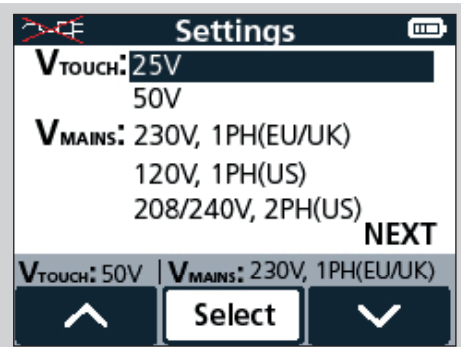 Settings
VTOUCH: 25V
50V
VMAINS: 230V, 1PH(EU/UK)
120V, 1PH(US)
208/240V, 2PH(US)
NEXT
VTOUCH: 50V | VMAINS: 230V, 1PH(EU/UK)
Select